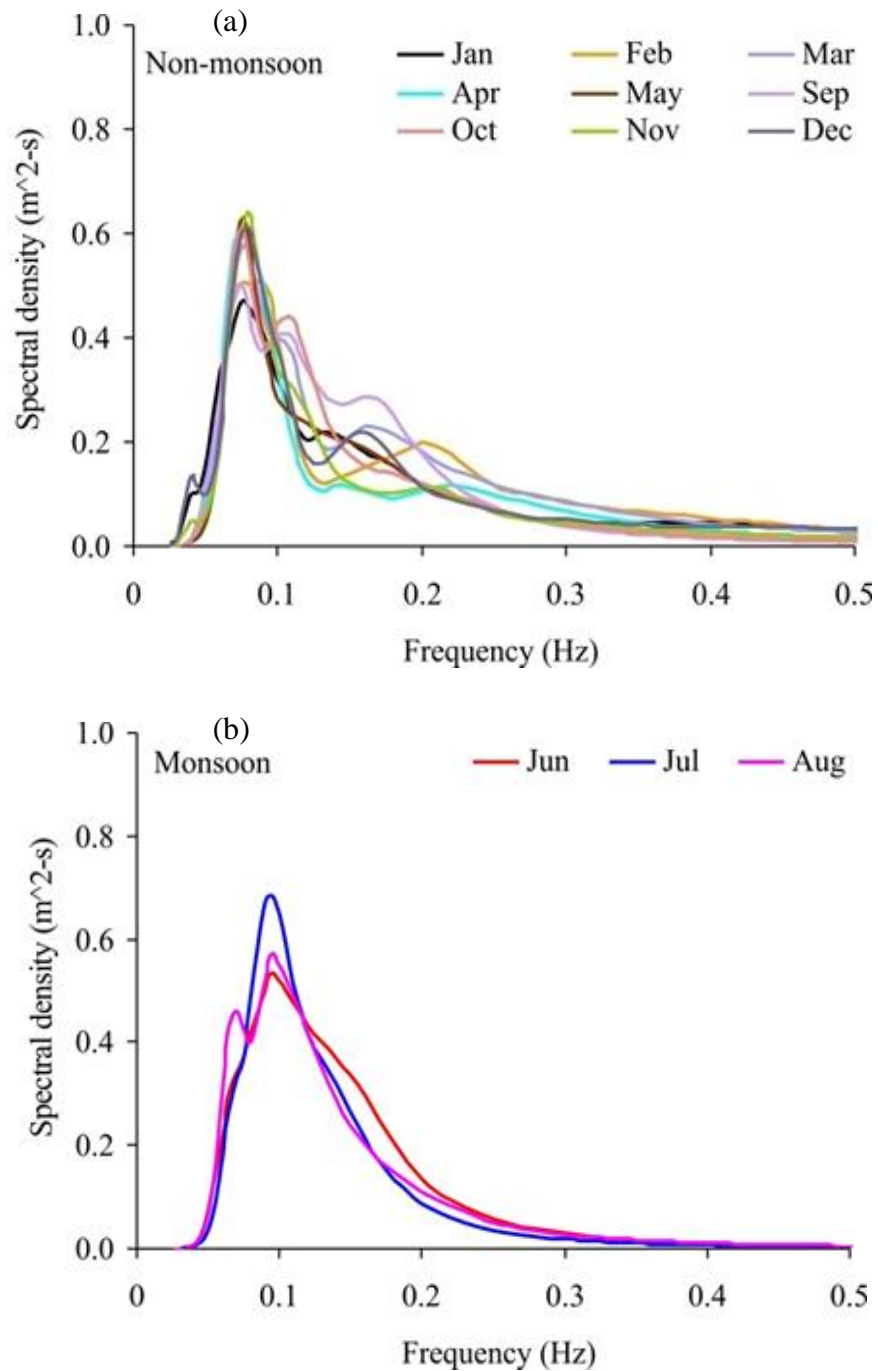 (a)
1.0
Non-monsoon
Jan Feb Mar
Apr May Sep
Oct Nov Dec
0.8
0.6
0.4
0.2
0.0
Spectral density (m^2-s)
0 0.1 0.2 0.3 0.4 0.5
Frequency (Hz)
(b)
1.0
Monsoon
Jun Jul Aug
0.8
0.6
0.4
0.2
0.0
Spectral density (m^2-s)
0 0.1 0.2 0.3 0.4 0.5
Frequency (Hz)